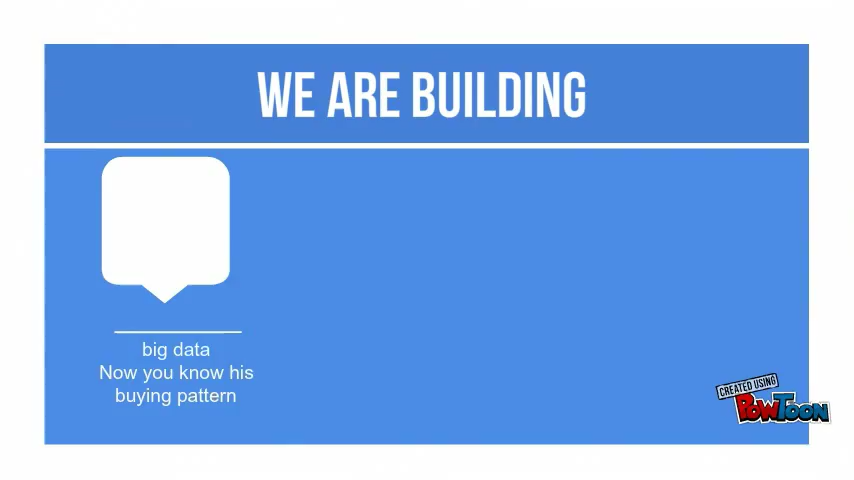 WE ARE BUILDING
big data
Now you know his
buying pattern
CREATED USING
POWTOON